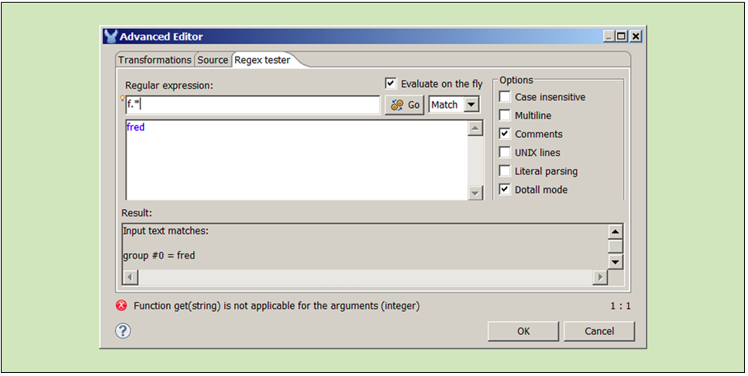 Advanced Editor
Transformations Source Regex tester
Regular expression:
Evaluate on the fly
f.*
Go Match
fred
Options
Case insensitive
Multiline
Comments
UNIX lines
Literal parsing
Dotall mode
Result:
Input text matches:
group #0 = fred
Function get(string) is not applicable for the arguments (integer)
1 : 1
OK Cancel